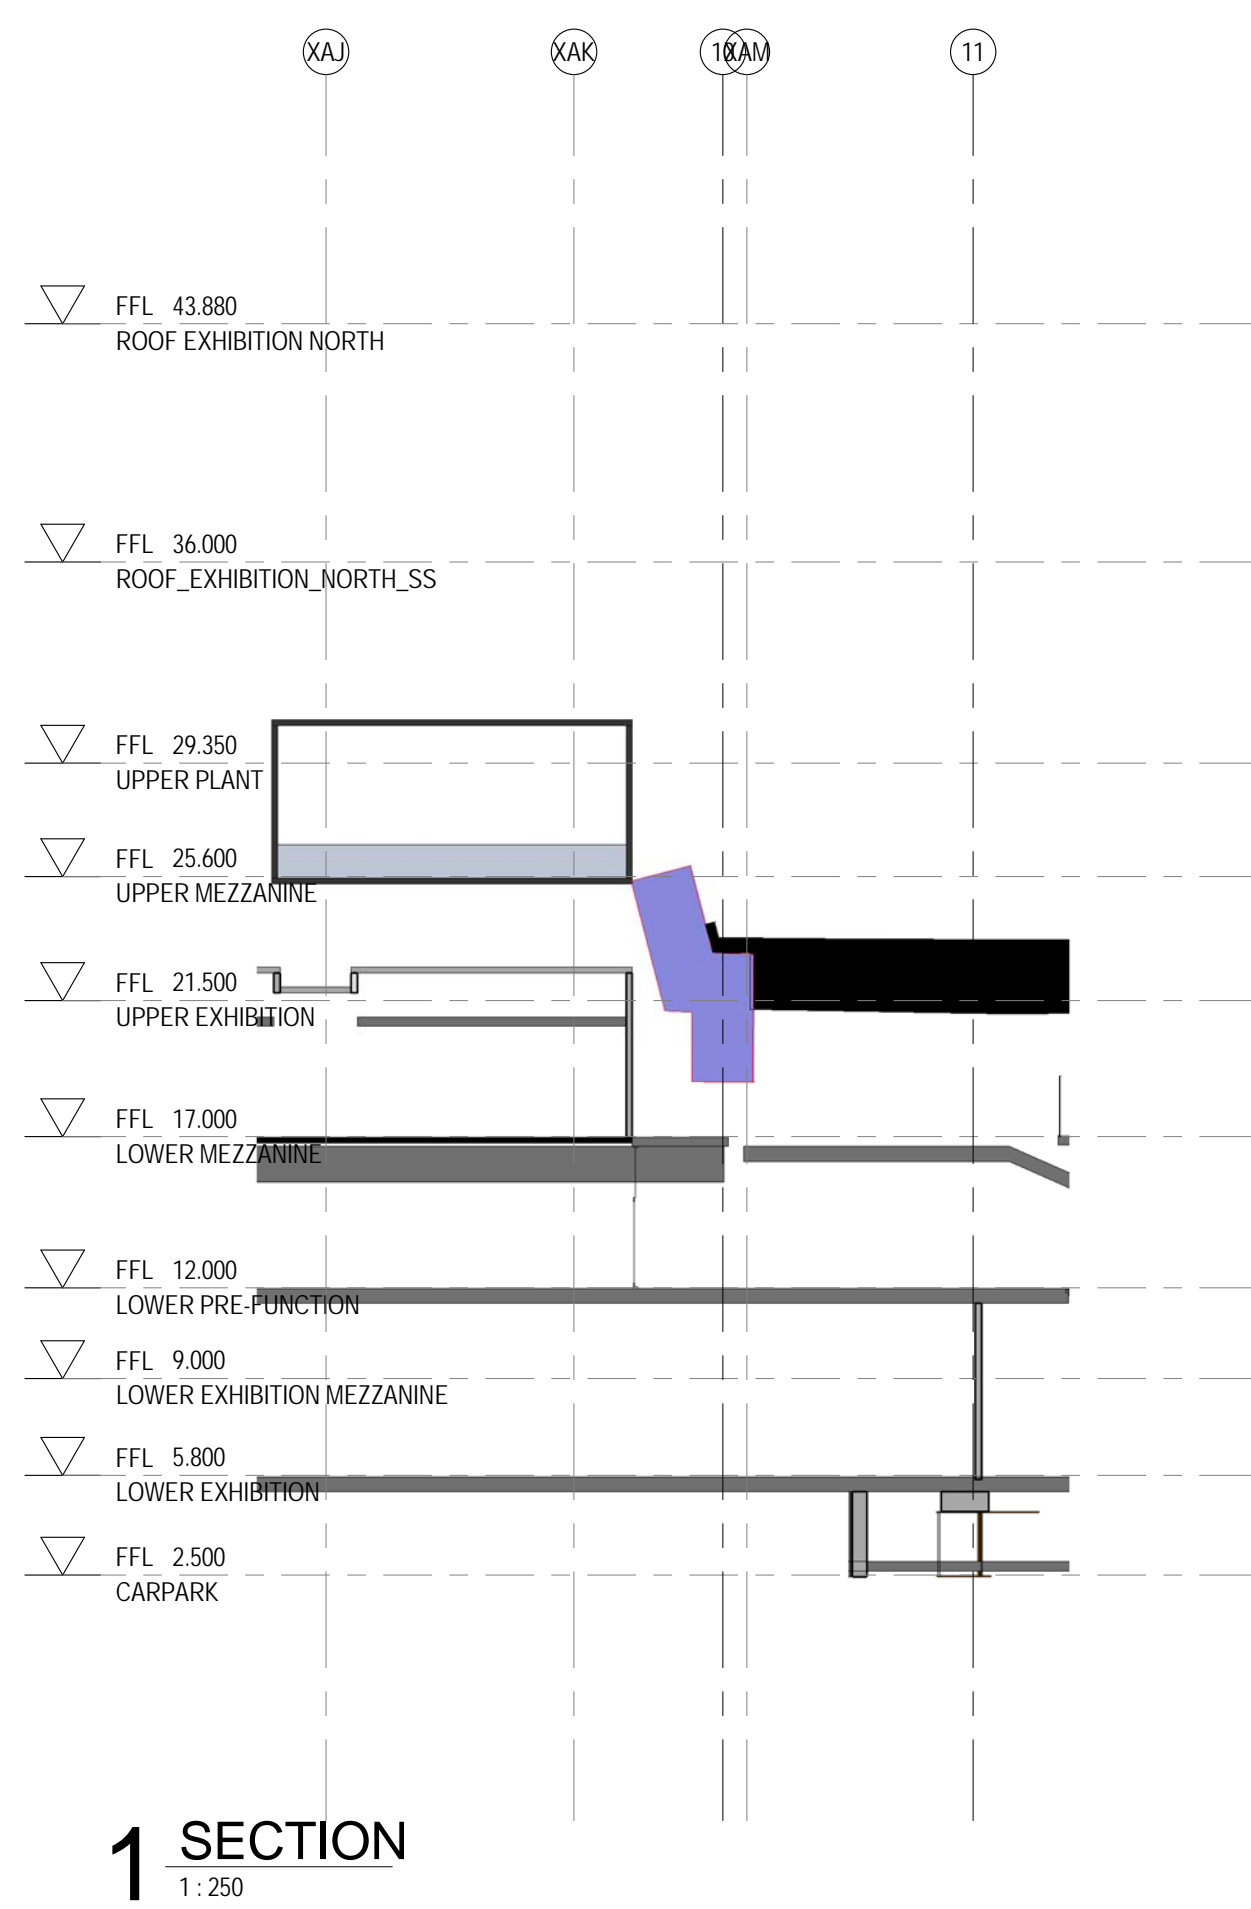 XAJ XAK 10 XAM 11
FFL 43.880
ROOF EXHIBITION NORTH
FFL 36.000
ROOF_EXHIBITION_NORTH_SS
FFL 29.350
UPPER PLANT
FFL 25.600
UPPER MEZZANINE
FFL 21.500
UPPER EXHIBITION
FFL 17.000
LOWER MEZZANINE
FFL 12.000
LOWER PRE-FUNCTION
FFL 9.000
LOWER EXHIBITION MEZZANINE
FFL 5.800
LOWER EXHIBITION
FFL 2.500
CARPARK
1 SECTION
1 : 250